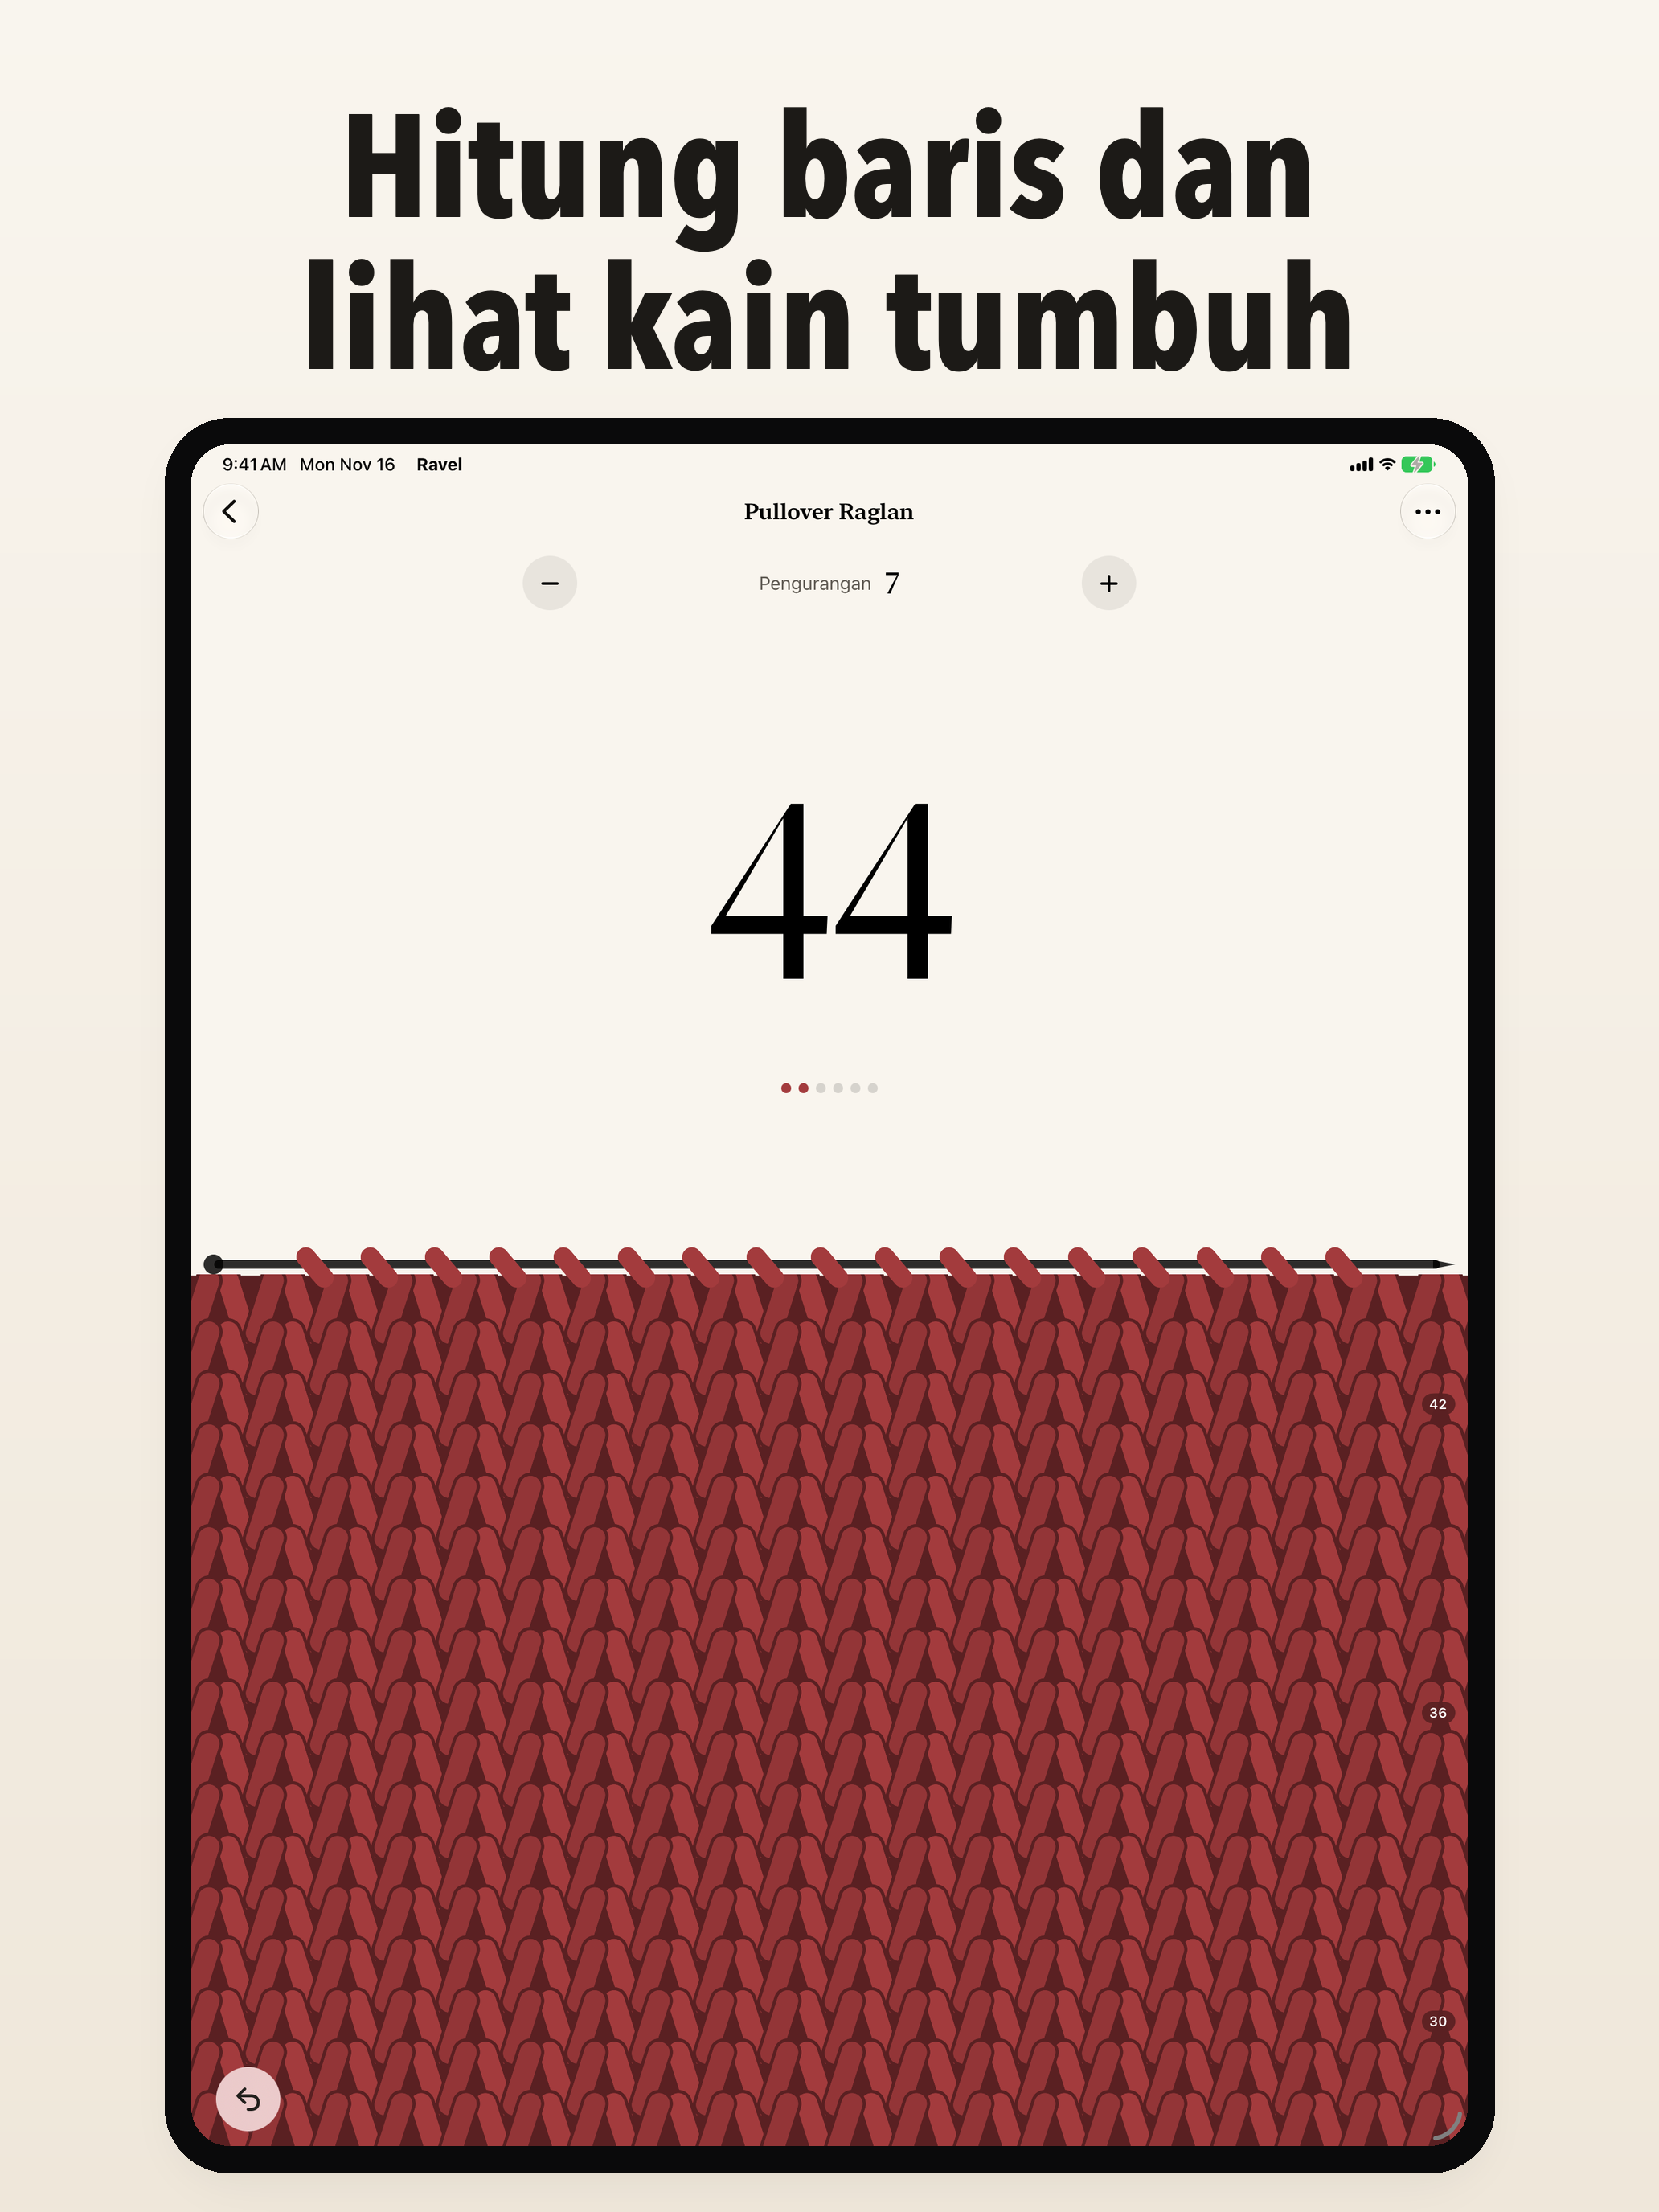 Hitung baris dan
lihat kain tumbuh
9:41 AM Mon Nov 16 Ravel
Pullover Raglan
Pengurangan 7
44
42
36
30